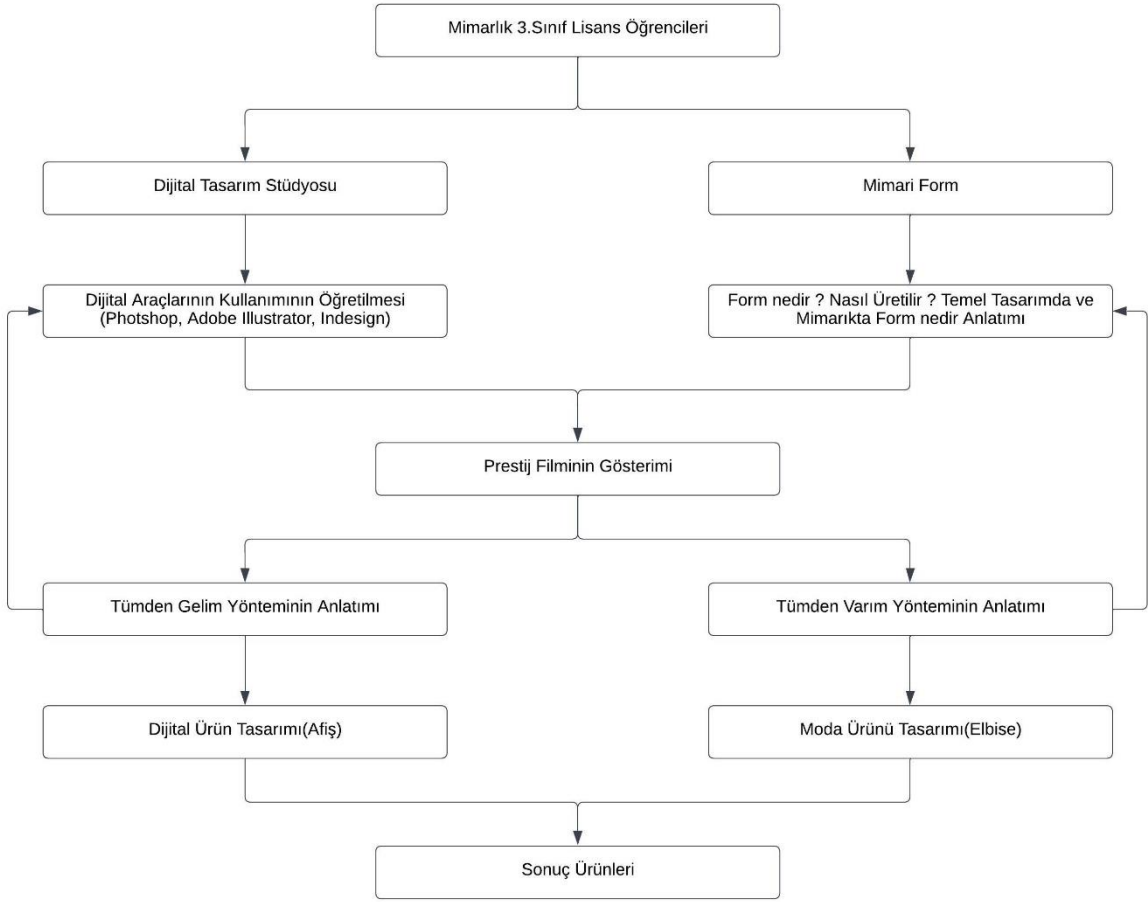 Mimarlık 3.Sınıf Lisans Öğrencileri
Dijital Tasarım Stüdyosu
Mimari Form
Dijital Araçlarının Kullanımının Öğretilmesi
(Photshop, Adobe Illustrator, Indesign)
Form nedir ? Nasıl Üretilir ? Temel Tasarımda ve
Mimarıkta Form nedir Anlatımı
Prestij Filminin Gösterimi
Tümden Gelim Yönteminin Anlatımı
Tümden Varım Yönteminin Anlatımı
Dijital Ürün Tasarımı(Afiş)
Moda Ürünü Tasarımı(Elbise)
Sonuç Ürünleri